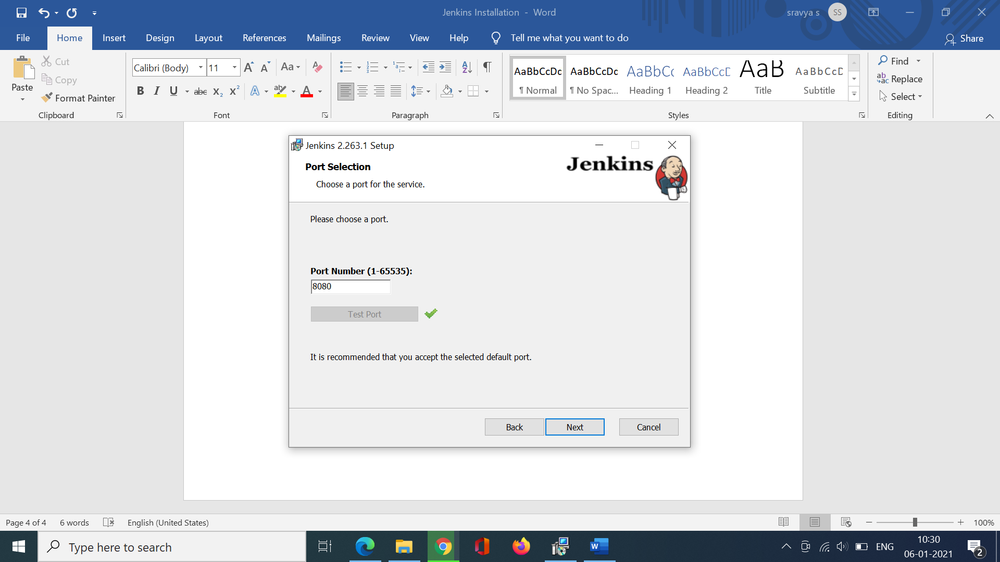 Jenkins Installation - Word
sravya s
SS
File
Home
Insert
Design
Layout
References
Mailings
Review
View
Help
Tell me what you want to do
Share
Paste
Cut
Copy
Format Painter
Clipboard
Calibri (Body)
11
Aa
B I U abc X2 X2 A ab A
Font
Paragraph
AaBbCcDc
¶ Normal
AaBbCcDc
¶ No Spac...
AaBbCc
Heading 1
AaBbCcD
Heading 2
AaB
Title
AaBbCcD
Subtitle
Styles
Find
Replace
Select
Editing
Jenkins 2.263.1 Setup
Port Selection
Choose a port for the service.
Jenkins
Please choose a port.
Port Number (1-65535):
8080
Test Port
It is recommended that you accept the selected default port.
Back
Next
Cancel
Page 4 of 4
6 words
English (United States)
100%
Type here to search
ENG
10:30
06-01-2021
2